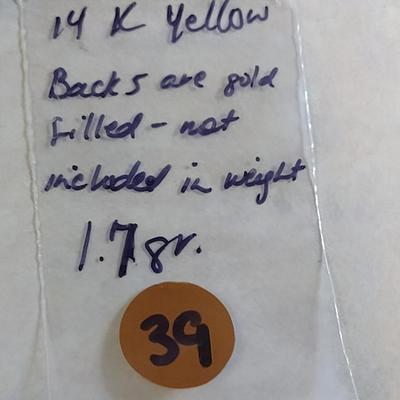 14 K Yellow
Backs are gold
filled - not
included in weight
1.7 gr.
39